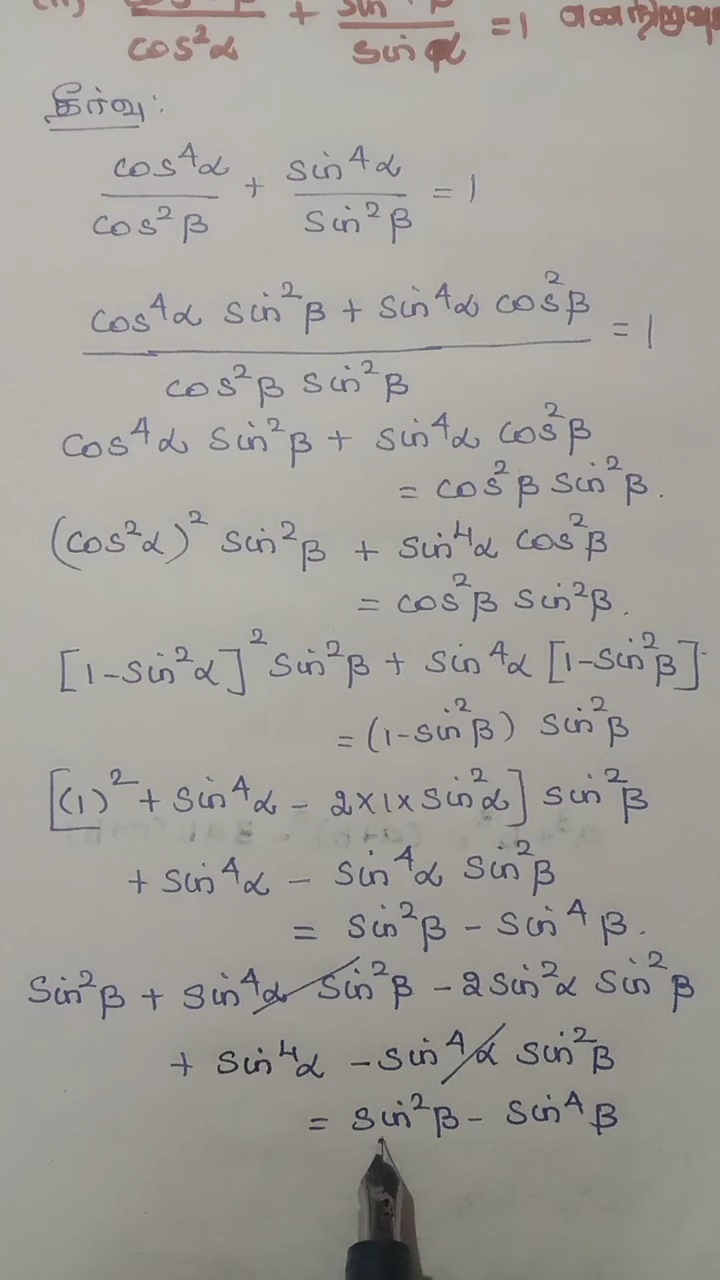 cos²α + sin²α = 1
தீர்வு:
cos⁴α / cos²β + sin⁴α / sin²β = 1
cos⁴α sin²β + sin⁴α cos²β / cos²β sin²β = 1
cos⁴α sin²β + sin⁴α cos²β
= cos²β sin²β.
(cos²α)² sin²β + sin⁴α cos²β
= cos²β sin²β.
[1-sin²α]² sin²β + sin⁴α [1-sin²β]
= (1-sin²β) sin²β
[(1)² + sin⁴α - 2×1×sin²α] sin²β
+ sin⁴α - sin⁴α sin²β
= sin²β - sin⁴β.
sin²β + sin⁴α sin²β - 2sin²α sin²β
+ sin⁴α - sin⁴α sin²β
= sin²β - sin⁴β